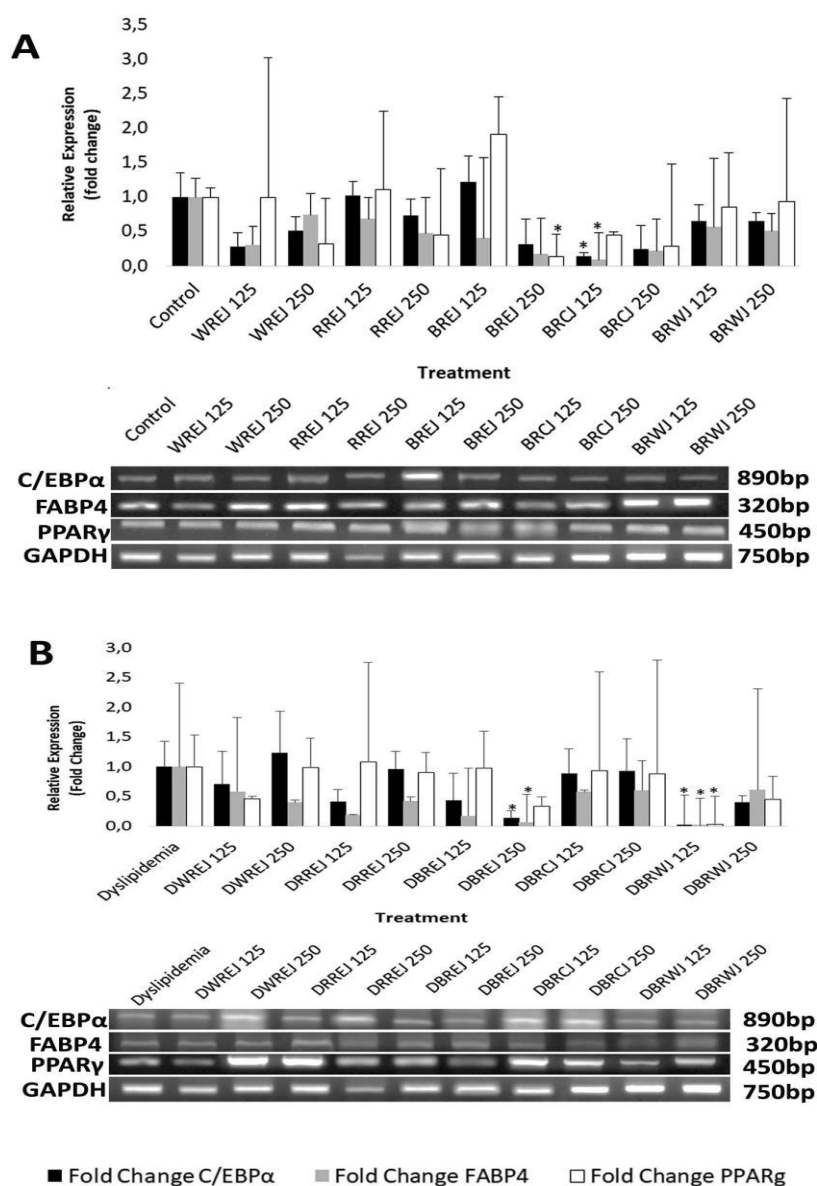 A
Relative Expression
(fold change)
3,5
3,0
2,5
2,0
1,5
1,0
0,5
0,0
* * *
Control
WREJ 125
WREJ 250
RREJ 125
RREJ 250
BREJ 125
BREJ 250
BRCJ 125
BRCJ 250
BRWJ 125
BRWJ 250
Treatment
Control
WREJ 125
WREJ 250
RREJ 125
RREJ 250
BREJ 125
BREJ 250
BRCJ 125
BRCJ 250
BRWJ 125
BRWJ 250
C/EBPα 890bp
FABP4 320bp
PPARγ 450bp
GAPDH 750bp
B
Relative Expression
(Fold Change)
3,0
2,5
2,0
1,5
1,0
0,5
0,0
* * * * *
Dyslipidemia
DWREJ 125
DWREJ 250
DRREJ 125
DRREJ 250
DBREJ 125
DBREJ 250
DBRCJ 125
DBRCJ 250
DBRWJ 125
DBRWJ 250
Treatment
Dyslipidemia
DWREJ 125
DWREJ 250
DRREJ 125
DRREJ 250
DBREJ 125
DBREJ 250
DBRCJ 125
DBRCJ 250
DBRWJ 125
DBRWJ 250
C/EBPα 890bp
FABP4 320bp
PPARγ 450bp
GAPDH 750bp
Fold Change C/EBPα Fold Change FABP4 Fold Change PPARg